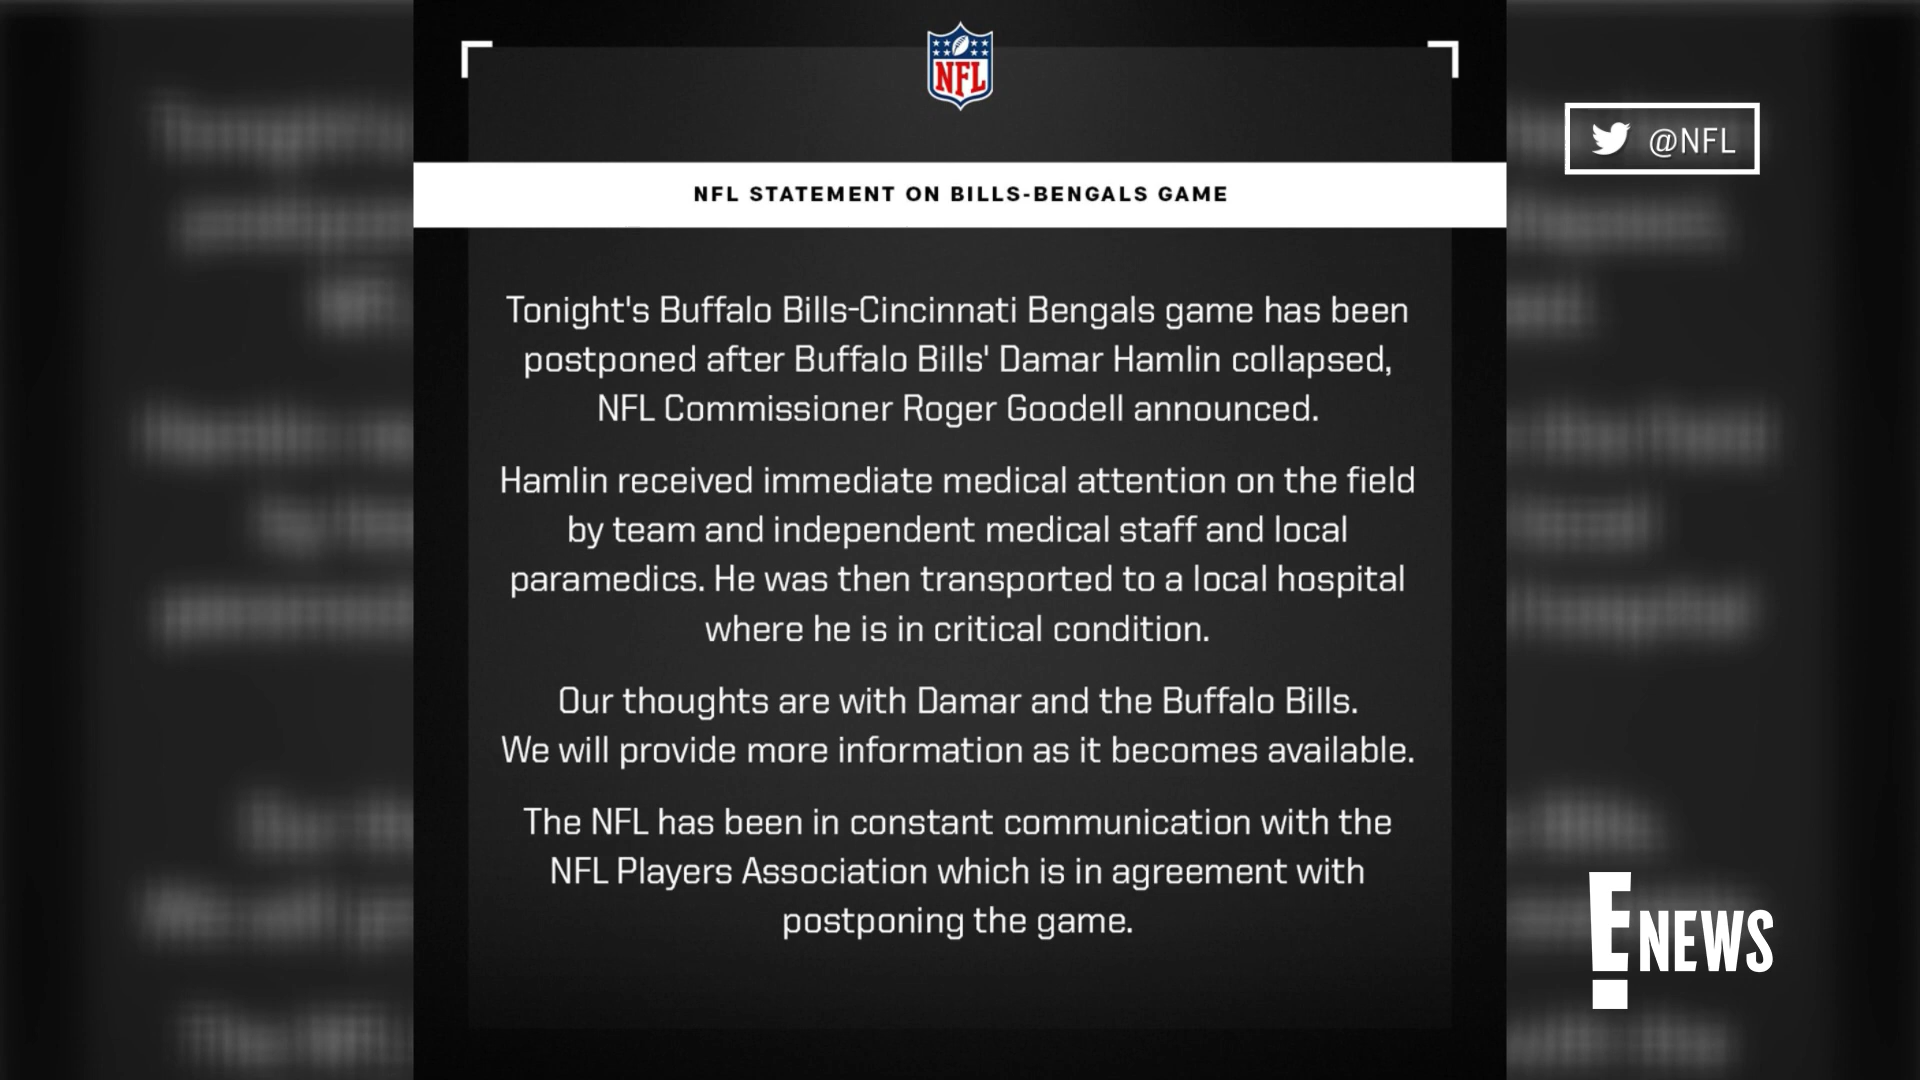 NFL
@NFL
NFL STATEMENT ON BILLS-BENGALS GAME
Tonight's Buffalo Bills-Cincinnati Bengals game has been
postponed after Buffalo Bills' Damar Hamlin collapsed,
NFL Commissioner Roger Goodell announced.
Hamlin received immediate medical attention on the field
by team and independent medical staff and local
paramedics. He was then transported to a local hospital
where he is in critical condition.
Our thoughts are with Damar and the Buffalo Bills.
We will provide more information as it becomes available.
The NFL has been in constant communication with the
NFL Players Association which is in agreement with
postponing the game.
E! NEWS